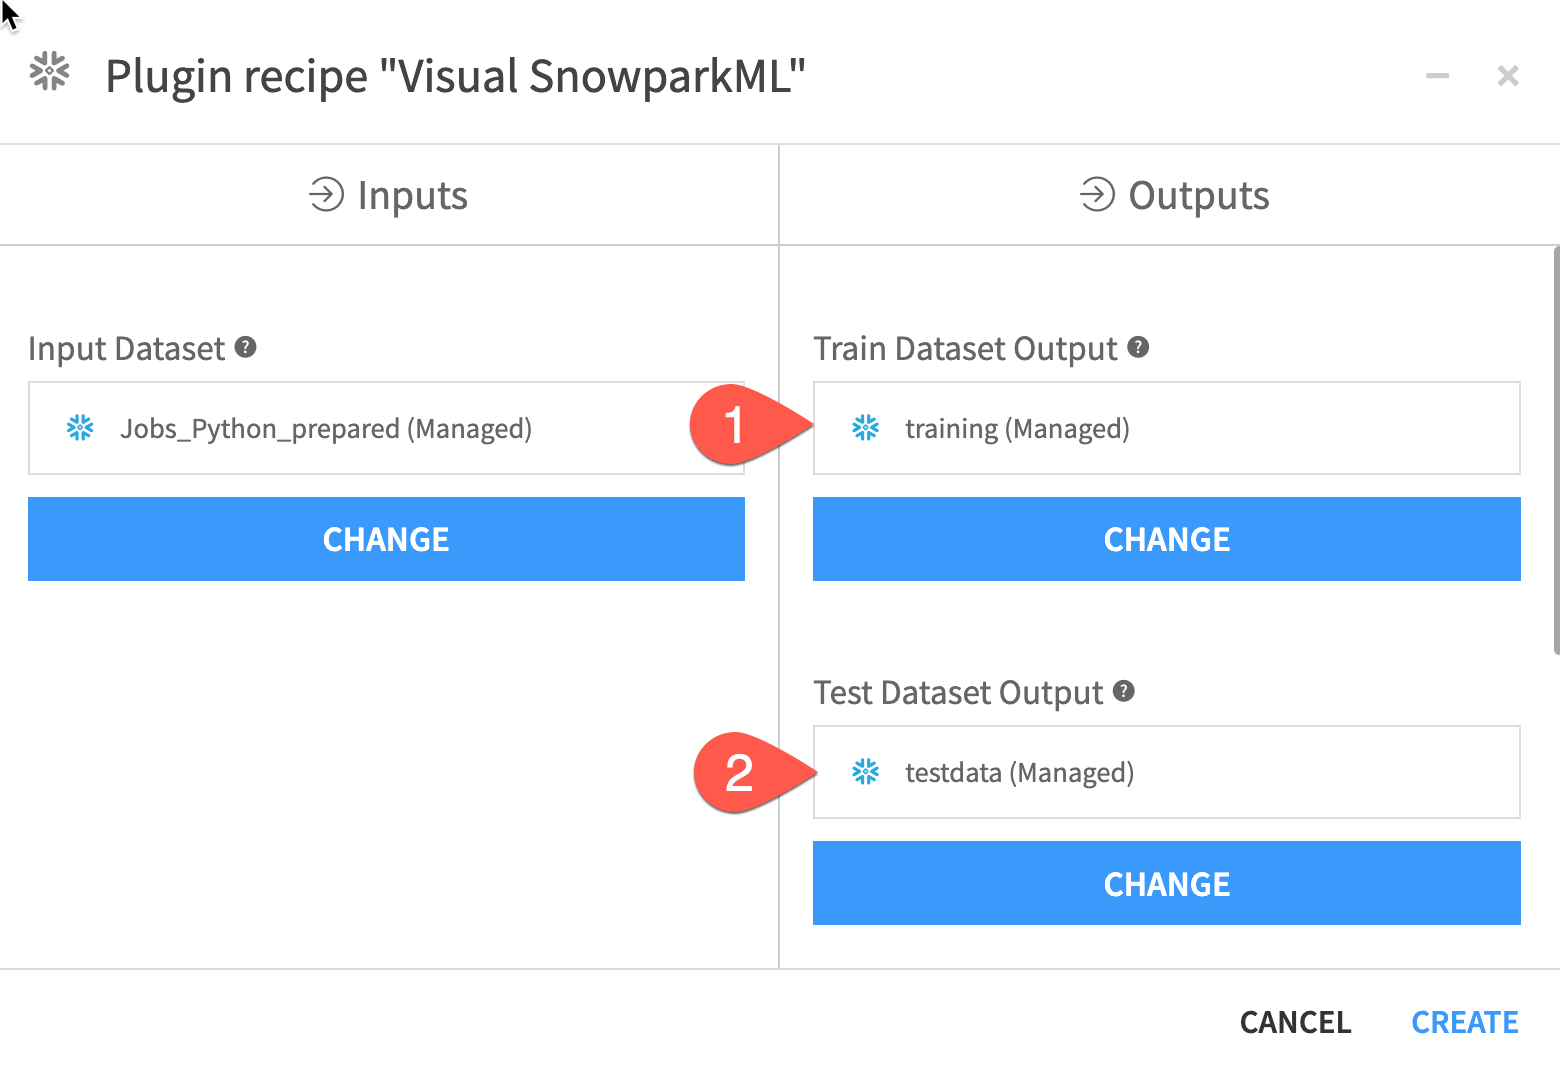 Plugin recipe "Visual SnowparkML"
Inputs
Outputs
Input Dataset ?
Jobs_Python_prepared (Managed)
CHANGE
Train Dataset Output ?
1
training (Managed)
CHANGE
Test Dataset Output ?
2
testdata (Managed)
CHANGE
CANCEL
CREATE